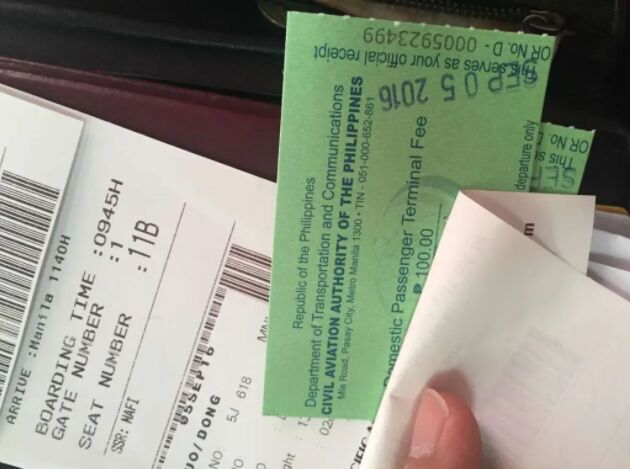 ARRIVE :Manila 1140H
BOARDING TIME :0945H
GATE NUMBER :1
SEAT NUMBER :11B
SSR: MAFI
5J 618
Republic of the Philippines
Department of Transportation and Communications
CIVIL AVIATION AUTHORITY OF THE PHILIPPINES
Mia Road, Pasay City, Metro Manila 1300 • TIN - 051-000-652-861
Domestic Passenger Terminal Fee
₱ 100.00
departure only
SEP 05 2016
This serves as your official receipt
OR No. D - 0005923499
This s
OR No.